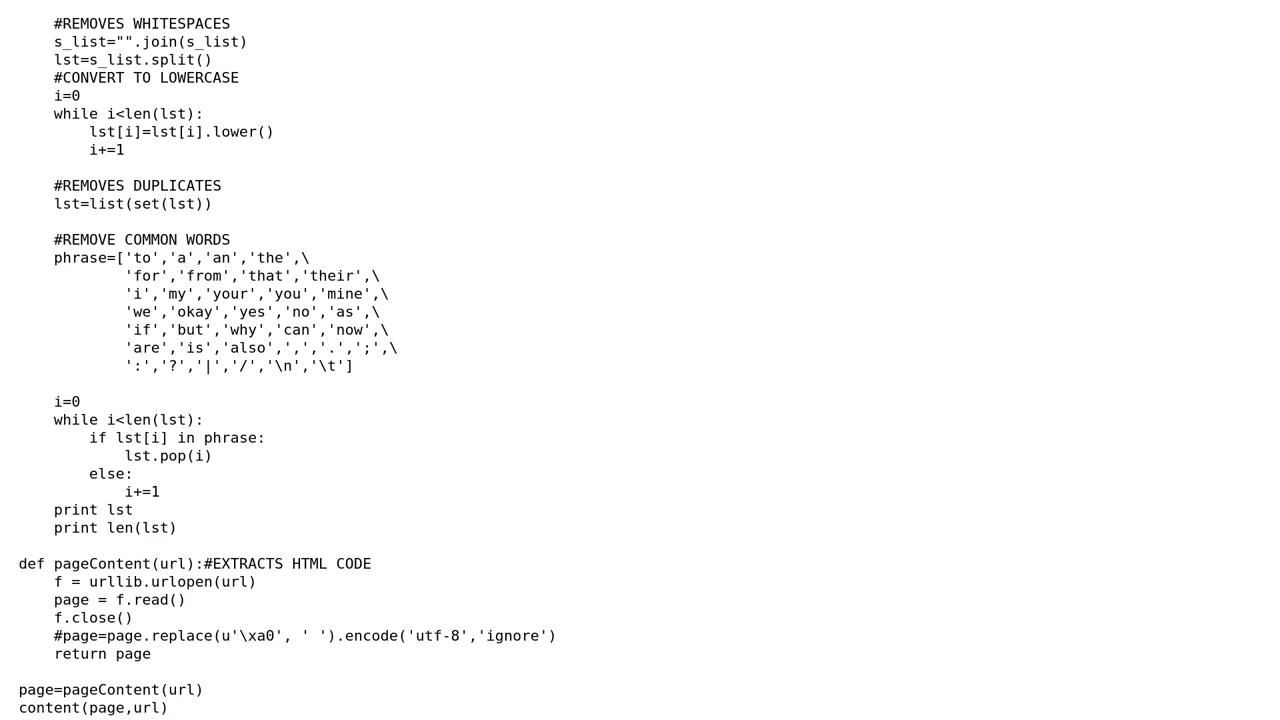 #REMOVES WHITESPACES
s_list="".join(s_list)
lst=s_list.split()
#CONVERT TO LOWERCASE
i=0
while i<len(lst):
lst[i]=lst[i].lower()
i+=1
#REMOVES DUPLICATES
lst=list(set(lst))
#REMOVE COMMON WORDS
phrase=['to','a','an','the',\
'for','from','that','their',\
'i','my','your','you','mine',\
'we','okay','yes','no','as',\
'if','but','why','can','now',\
'are','is','also',',','.',';',\
':','?','|','/','\n','\t']
i=0
while i<len(lst):
if lst[i] in phrase:
lst.pop(i)
else:
i+=1
print lst
print len(lst)
def pageContent(url):#EXTRACTS HTML CODE
f = urllib.urlopen(url)
page = f.read()
f.close()
#page=page.replace(u'\xa0', ' ').encode('utf-8','ignore')
return page
page=pageContent(url)
content(page,url)